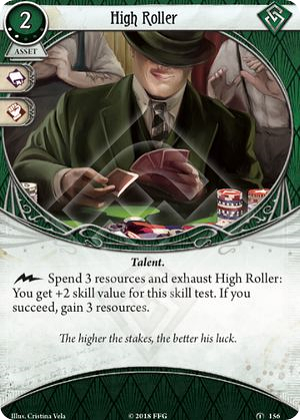 2
High Roller
ASSET
Talent.
Spend 3 resources and exhaust High Roller:
You get +2 skill value for this skill test. If you
succeed, gain 3 resources.
The higher the stakes, the better his luck.
Illus. Cristina Vela
© 2018 FFG
156